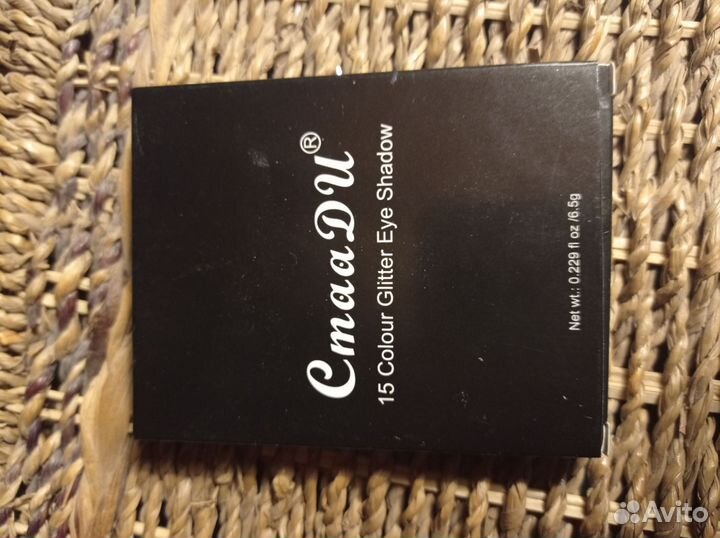 CmaaDU®
15 Colour Glitter Eye Shadow
Net wt.: 0.229 fl oz /6.5g
Avito